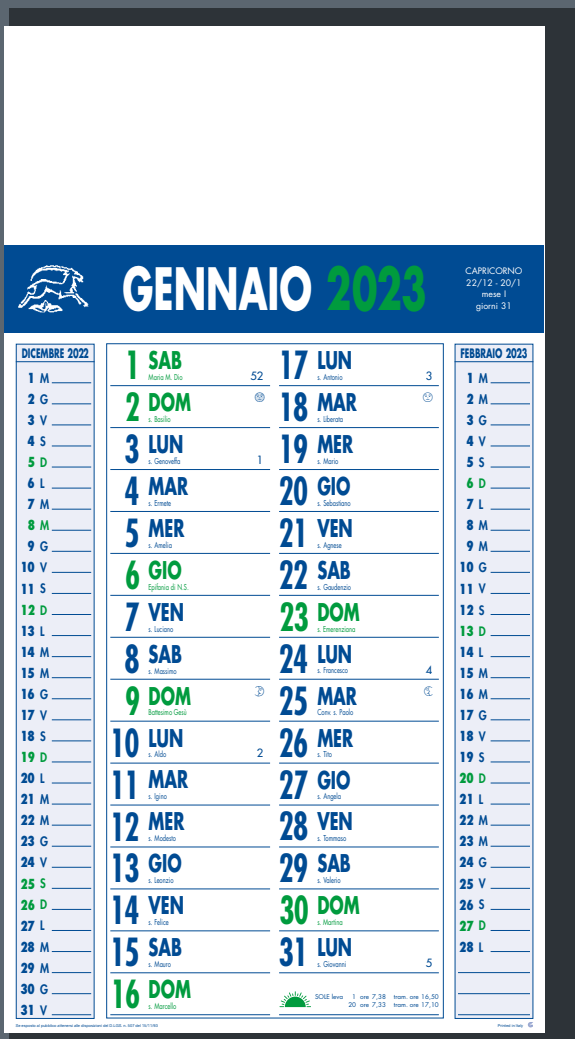 GENNAIO 2023
CAPRICORNO
22/12 - 20/1
mese I
giorni 31
DICEMBRE 2022
1 M
2 G
3 V
4 S
5 D
6 L
7 M
8 M
9 G
10 V
11 S
12 D
13 L
14 M
15 M
16 G
17 V
18 S
19 D
20 L
21 M
22 M
23 G
24 V
25 S
26 D
27 L
28 M
29 M
30 G
31 V
1 SAB
Maria M. Dio 52
2 DOM
s. Basilio
3 LUN
s. Genoveffa 1
4 MAR
s. Ermete
5 MER
s. Amelia
6 GIO
Epifania di N.S.
7 VEN
s. Luciano
8 SAB
s. Massimo
9 DOM
Battesimo Gesù
10 LUN
s. Aldo 2
11 MAR
s. Igino
12 MER
s. Modesto
13 GIO
s. Leonzio
14 VEN
s. Felice
15 SAB
s. Mauro
16 DOM
s. Marcello
17 LUN
s. Antonio 3
18 MAR
s. Liberata
19 MER
s. Mario
20 GIO
s. Sebastiano
21 VEN
s. Agnese
22 SAB
s. Gaudenzio
23 DOM
s. Emerenziana
24 LUN
s. Francesco 4
25 MAR
Conv. s. Paolo
26 MER
s. Tito
27 GIO
s. Angela
28 VEN
s. Tommaso
29 SAB
s. Valerio
30 DOM
s. Martina
31 LUN
s. Giovanni 5
SOLE leva 1 ore 7,38 tram. ore 16,50
20 ore 7,33 tram. ore 17,10
FEBBRAIO 2023
1 M
2 M
3 G
4 V
5 S
6 D
7 L
8 M
9 M
10 G
11 V
12 S
13 D
14 L
15 M
16 M
17 G
18 V
19 S
20 D
21 L
22 M
23 M
24 G
25 V
26 S
27 D
28 L
Printed in Italy